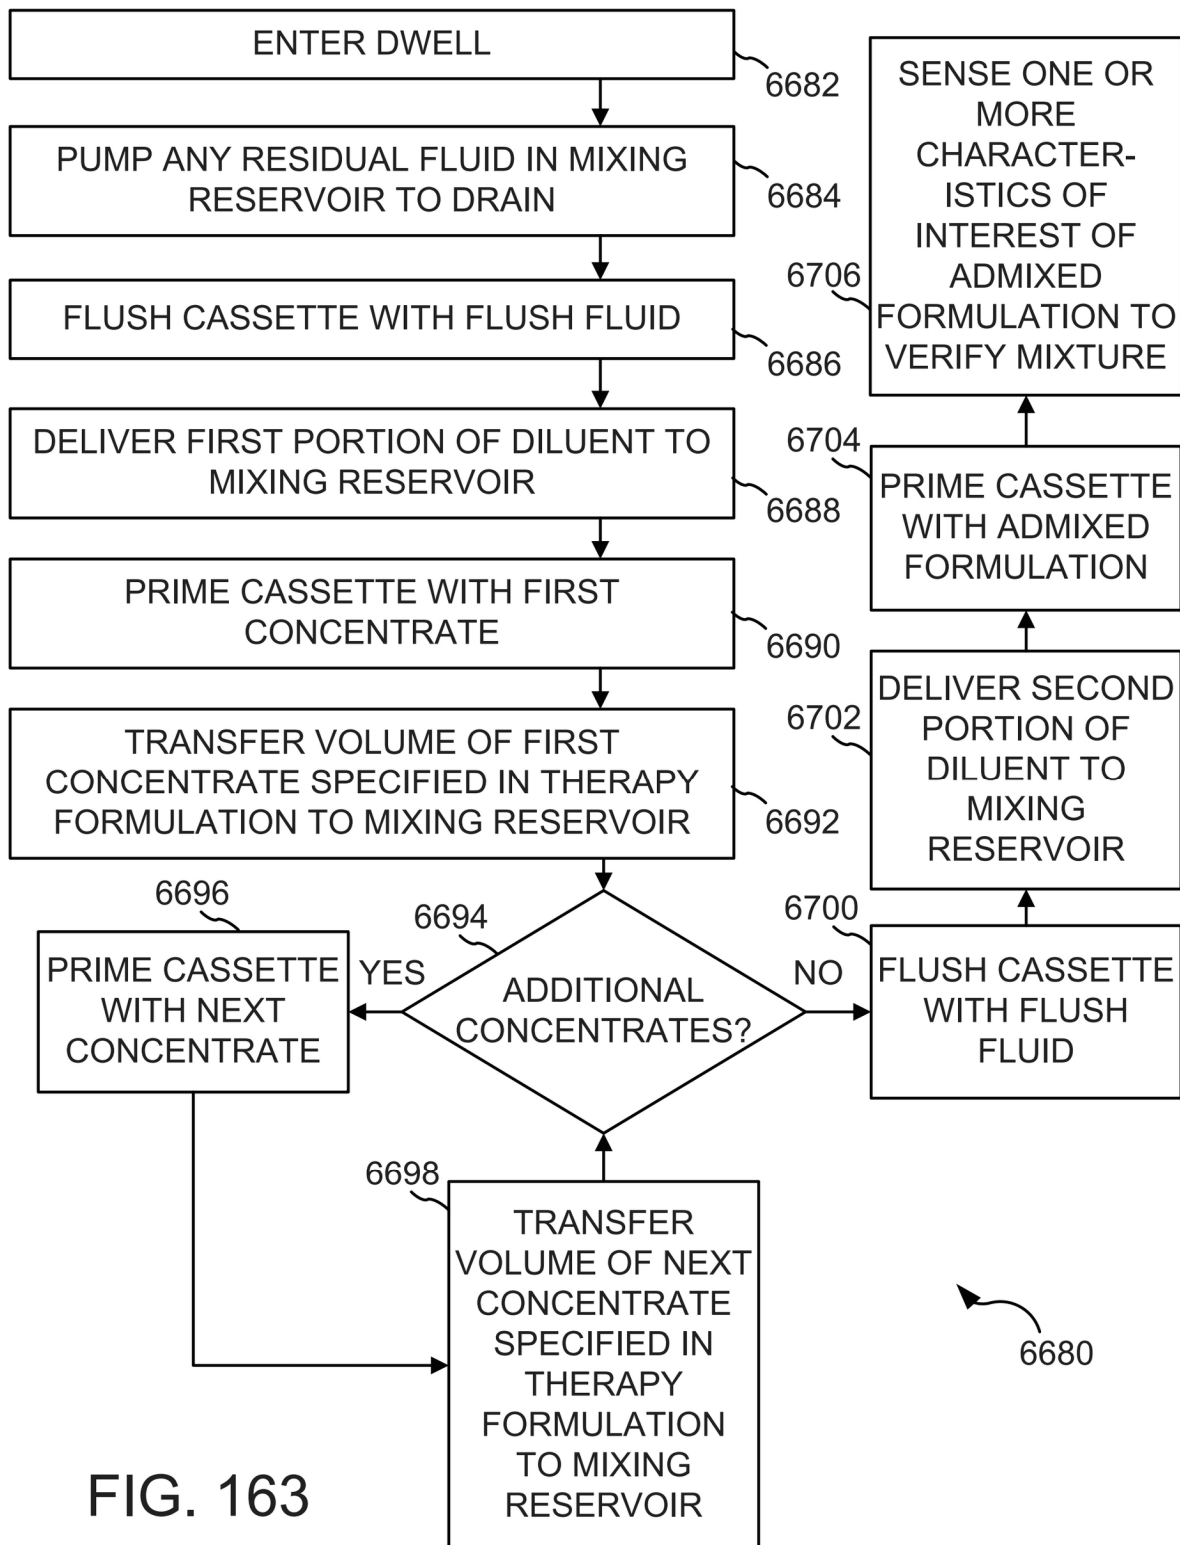 ENTER DWELL
6682
PUMP ANY RESIDUAL FLUID IN MIXING
RESERVOIR TO DRAIN
6684
FLUSH CASSETTE WITH FLUSH FLUID
6686
DELIVER FIRST PORTION OF DILUENT TO
MIXING RESERVOIR
6688
PRIME CASSETTE WITH FIRST
CONCENTRATE
6690
TRANSFER VOLUME OF FIRST
CONCENTRATE SPECIFIED IN THERAPY
FORMULATION TO MIXING RESERVOIR
6692
6694
ADDITIONAL
CONCENTRATES?
YES
6696
PRIME CASSETTE
WITH NEXT
CONCENTRATE
6698
TRANSFER
VOLUME OF NEXT
CONCENTRATE
SPECIFIED IN
THERAPY
FORMULATION
TO MIXING
RESERVOIR
NO
6700
FLUSH CASSETTE
WITH FLUSH
FLUID
6702
DELIVER SECOND
PORTION OF
DILUENT TO
MIXING
RESERVOIR
6704
PRIME CASSETTE
WITH ADMIXED
FORMULATION
6706
SENSE ONE OR
MORE
CHARACTER-
ISTICS OF
INTEREST OF
ADMIXED
FORMULATION TO
VERIFY MIXTURE
6680
FIG. 163